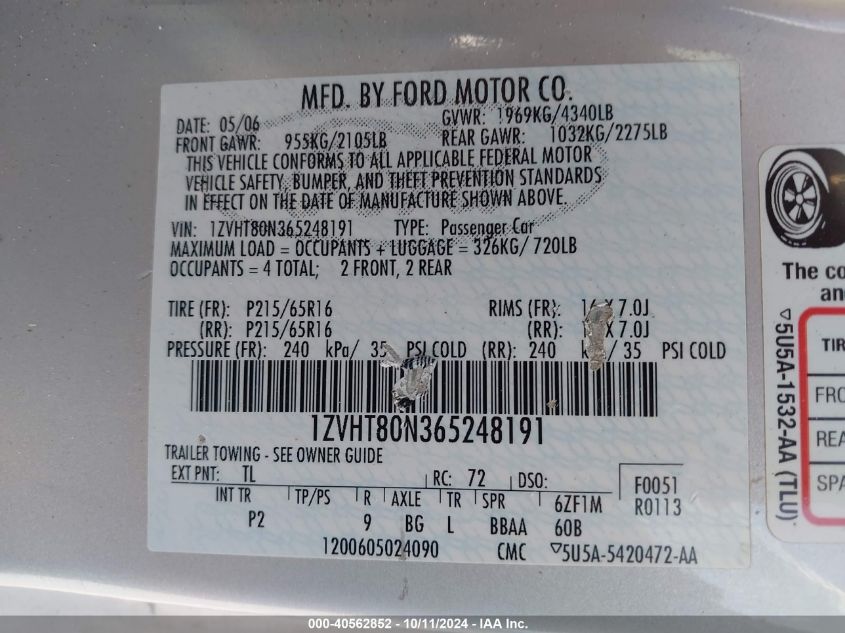 MFD. BY FORD MOTOR CO.
DATE: 05/06 GVWR: 1969KG/4340LB
FRONT GAWR: 955KG/2105LB REAR GAWR: 1032KG/2275LB
THIS VEHICLE CONFORMS TO ALL APPLICABLE FEDERAL MOTOR
VEHICLE SAFETY, BUMPER, AND THEFT PREVENTION STANDARDS
IN EFFECT ON THE DATE OF MANUFACTURE SHOWN ABOVE.
VIN: 1ZVHT80N365248191 TYPE: Passenger Car
MAXIMUM LOAD = OCCUPANTS + LUGGAGE = 326KG/720LB
OCCUPANTS = 4 TOTAL; 2 FRONT, 2 REAR
TIRE (FR): P215/65R16 RIMS (FR): X 7.0J
(RR): P215/65R16 (RR): X 7.0J
PRESSURE (FR): 240 kPa/ 35 PSI COLD (RR): 240 / 35 PSI COLD
1ZVHT80N365248191
TRAILER TOWING - SEE OWNER GUIDE
EXT PNT: TL RC: 72 DSO: F0051
INT TR TP/PS R AXLE TR SPR 6ZF1M R0113
P2 9 BG L BBAA 60B
1200605024090 CMC ▽5U5A-5420472-AA
The co
an
▽5U5A-1532-AA (TLU)
TIR
FRO
REA
SPA
000-40562852 - 10/11/2024 - IAA Inc.